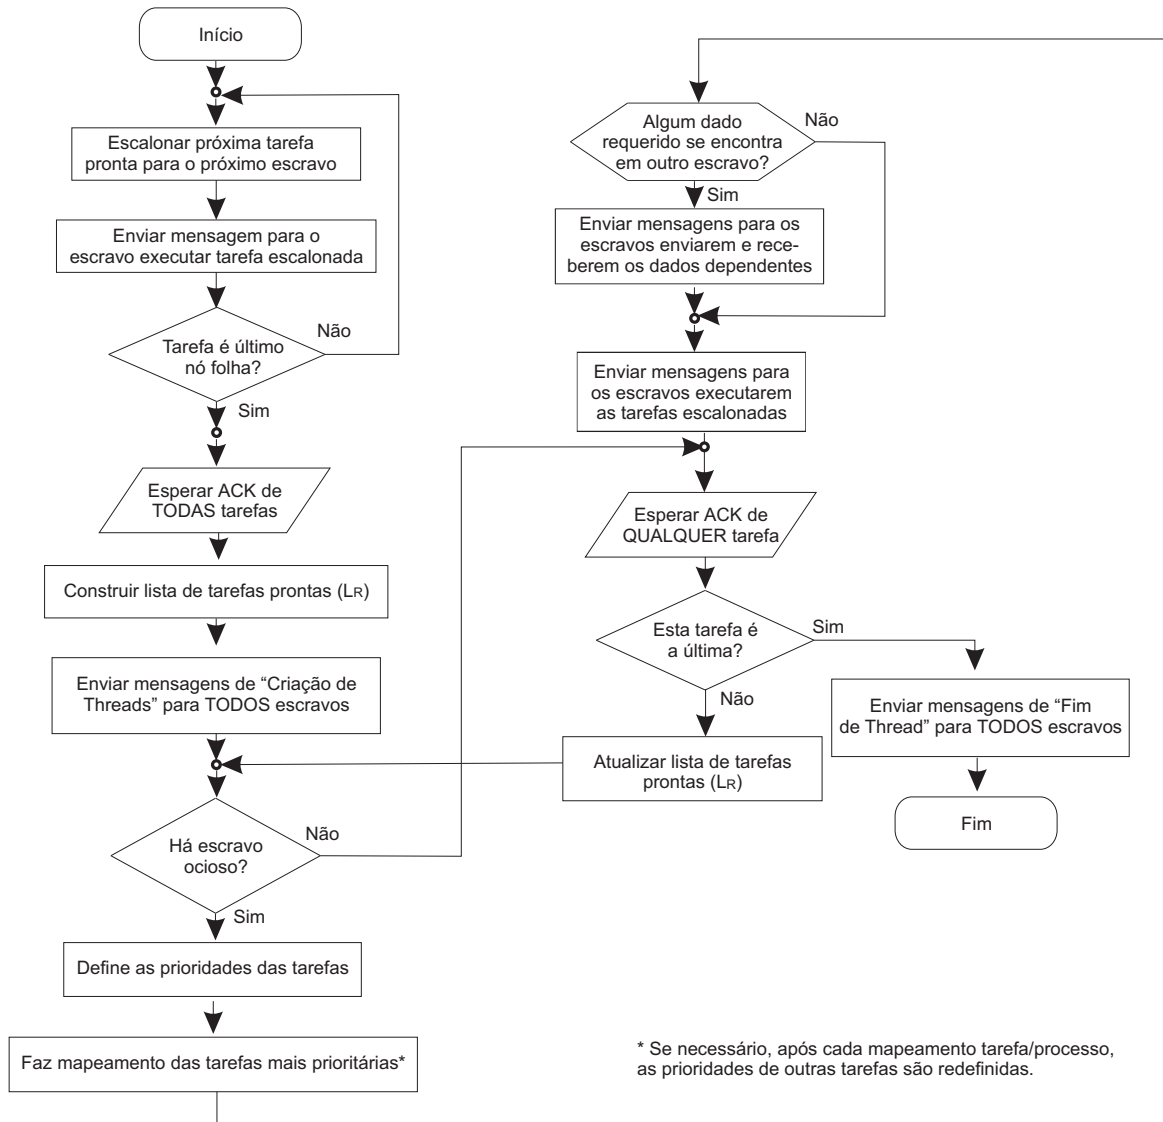 Início
Escalonar próxima tarefa
pronta para o próximo escravo
Enviar mensagem para o
escravo executar tarefa escalonada
Tarefa é último
nó folha?
Não
Sim
Esperar ACK de
TODAS tarefas
Construir lista de tarefas prontas (LR)
Enviar mensagens de “Criação de
Threads” para TODOS escravos
Há escravo
ocioso?
Não
Sim
Define as prioridades das tarefas
Faz mapeamento das tarefas mais prioritárias*
Algum dado
requerido se encontra
em outro escravo?
Não
Sim
Enviar mensagens para os
escravos enviarem e rece-
berem os dados dependentes
Enviar mensagens para
os escravos executarem
as tarefas escalonadas
Esperar ACK de
QUALQUER tarefa
Esta tarefa é
a última?
Sim
Não
Enviar mensagens de “Fim
de Thread” para TODOS escravos
Atualizar lista de tarefas
prontas (LR)
Fim
* Se necessário, após cada mapeamento tarefa/processo,
as prioridades de outras tarefas são redefinidas.